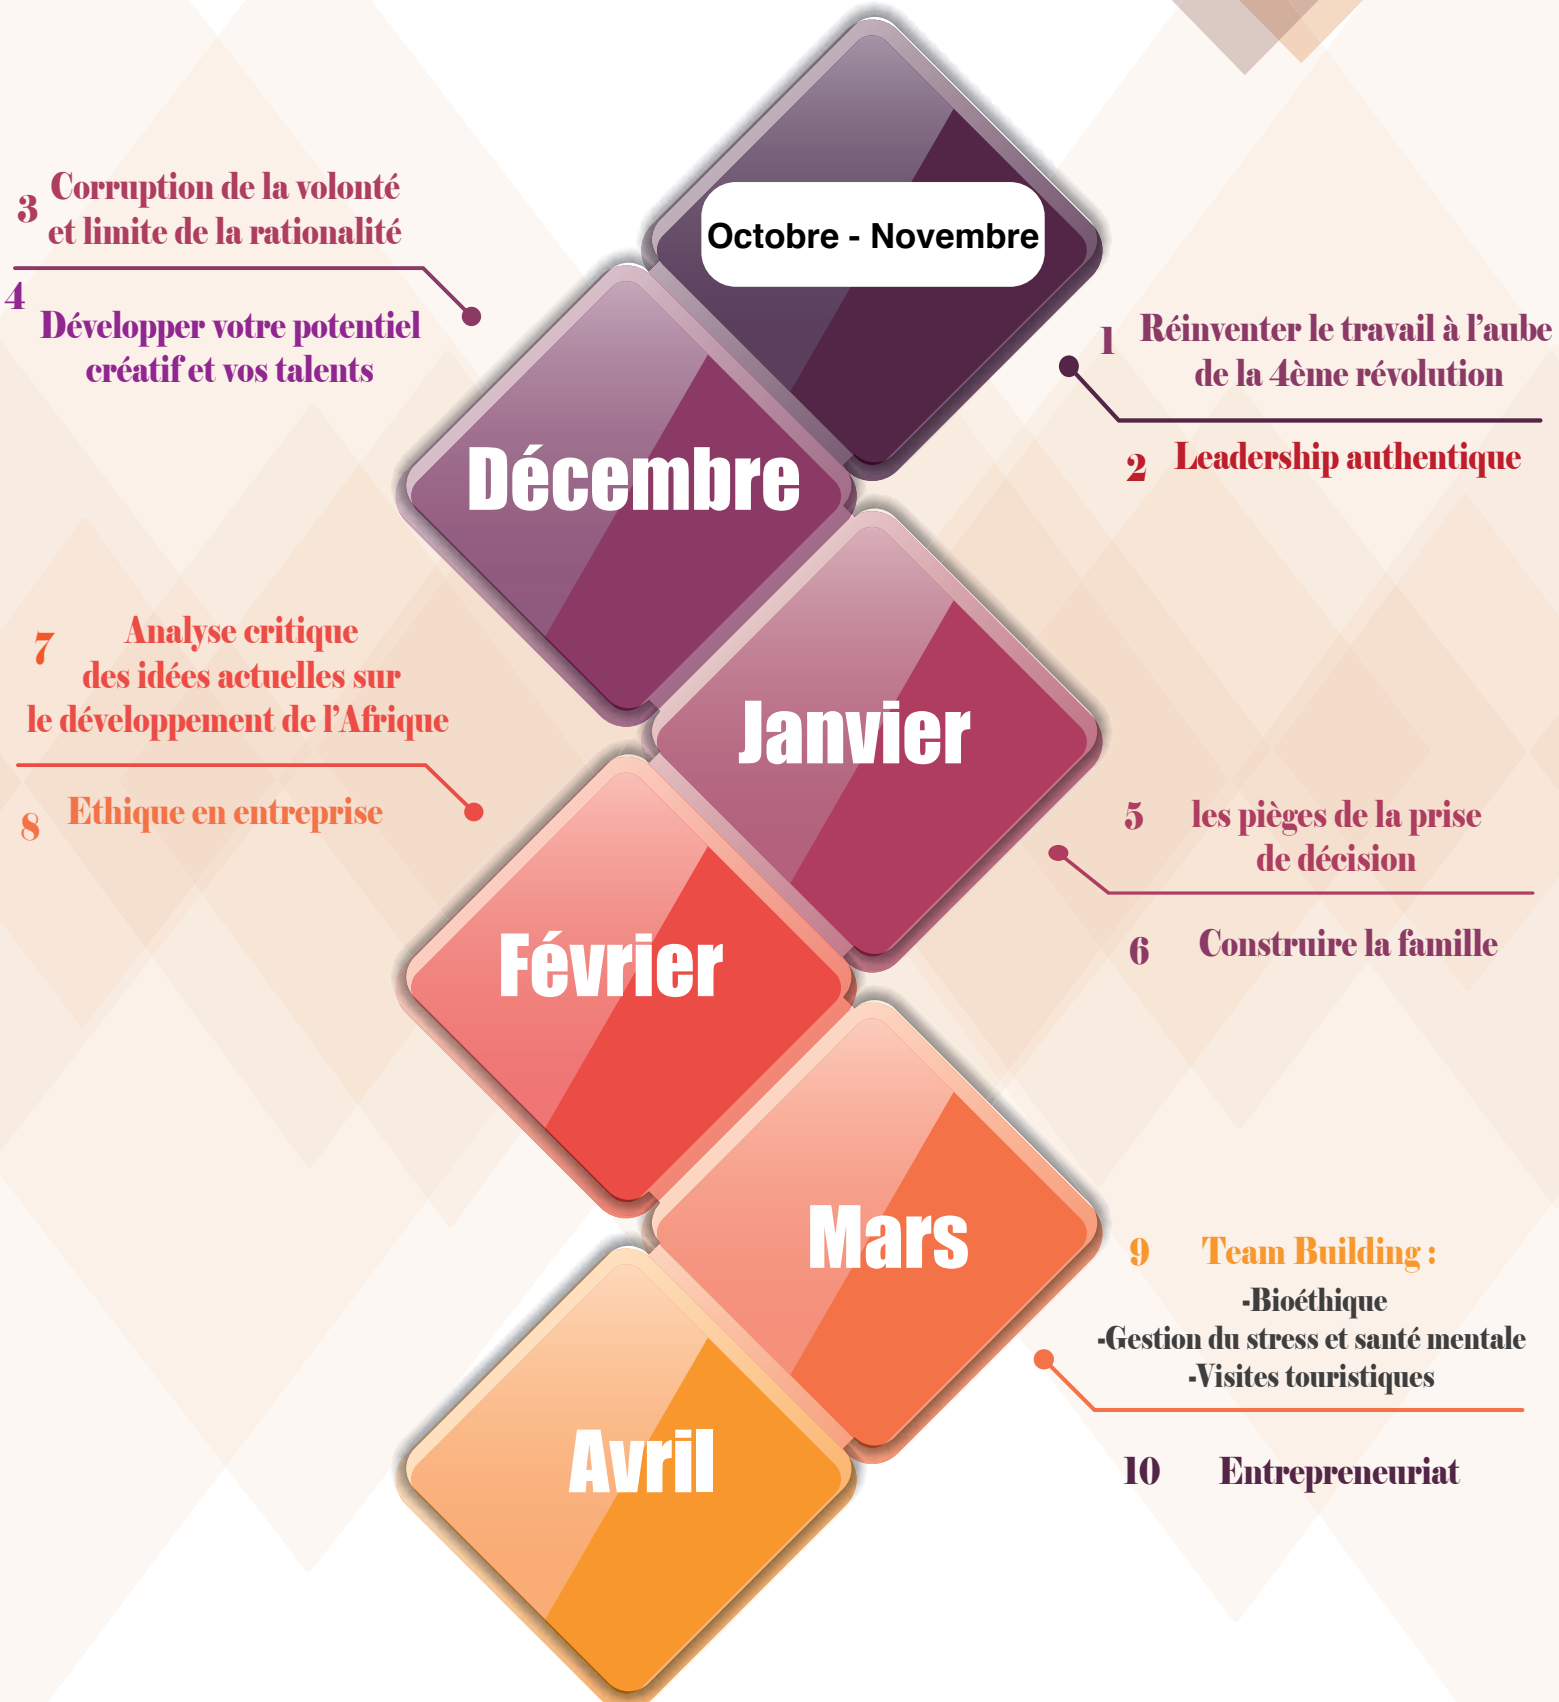 Octobre - Novembre
1 Réinventer le travail à l’aube
de la 4ème révolution
2 Leadership authentique
Décembre
3 Corruption de la volonté
et limite de la rationalité
4 Développer votre potentiel
créatif et vos talents
Janvier
5 les pièges de la prise
de décision
6 Construire la famille
Février
7 Analyse critique
des idées actuelles sur
le développement de l’Afrique
8 Ethique en entreprise
Mars
9 Team Building :
-Bioéthique
-Gestion du stress et santé mentale
-Visites touristiques
10 Entrepreneuriat
Avril